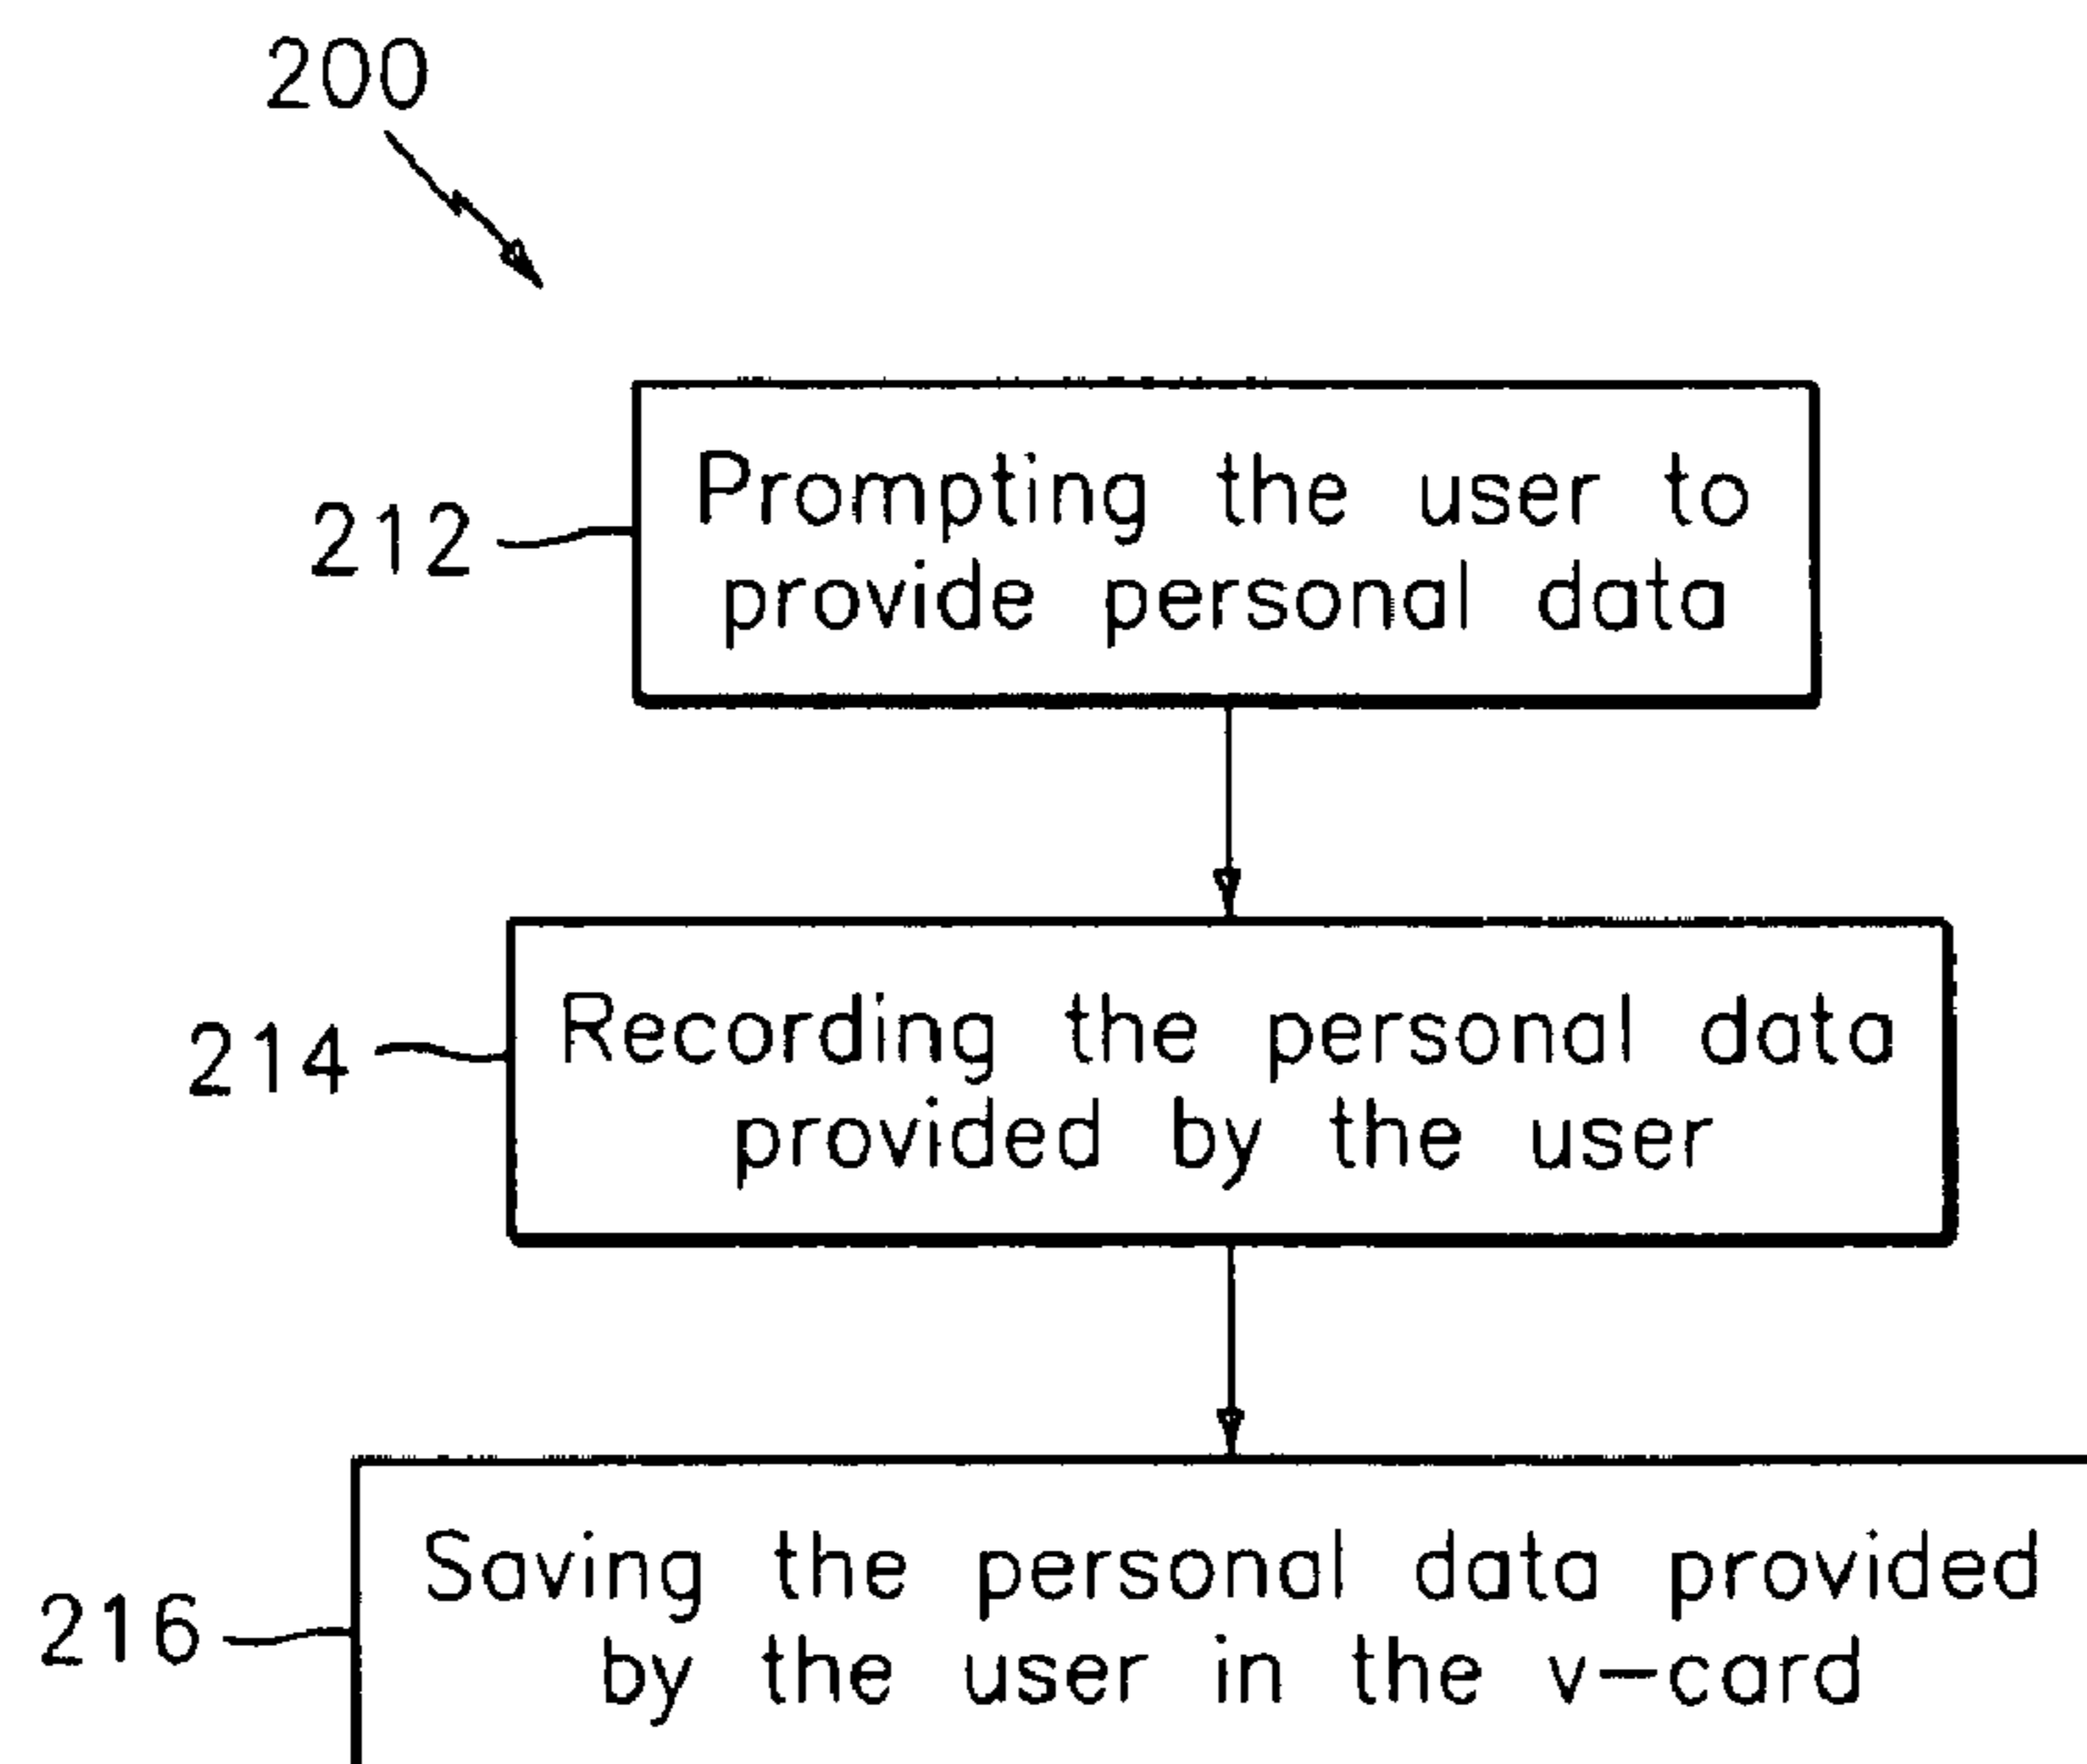 200
212
Prompting the user to
provide personal data
214
Recording the personal data
provided by the user
216
Saving the personal data provided
by the user in the v-card